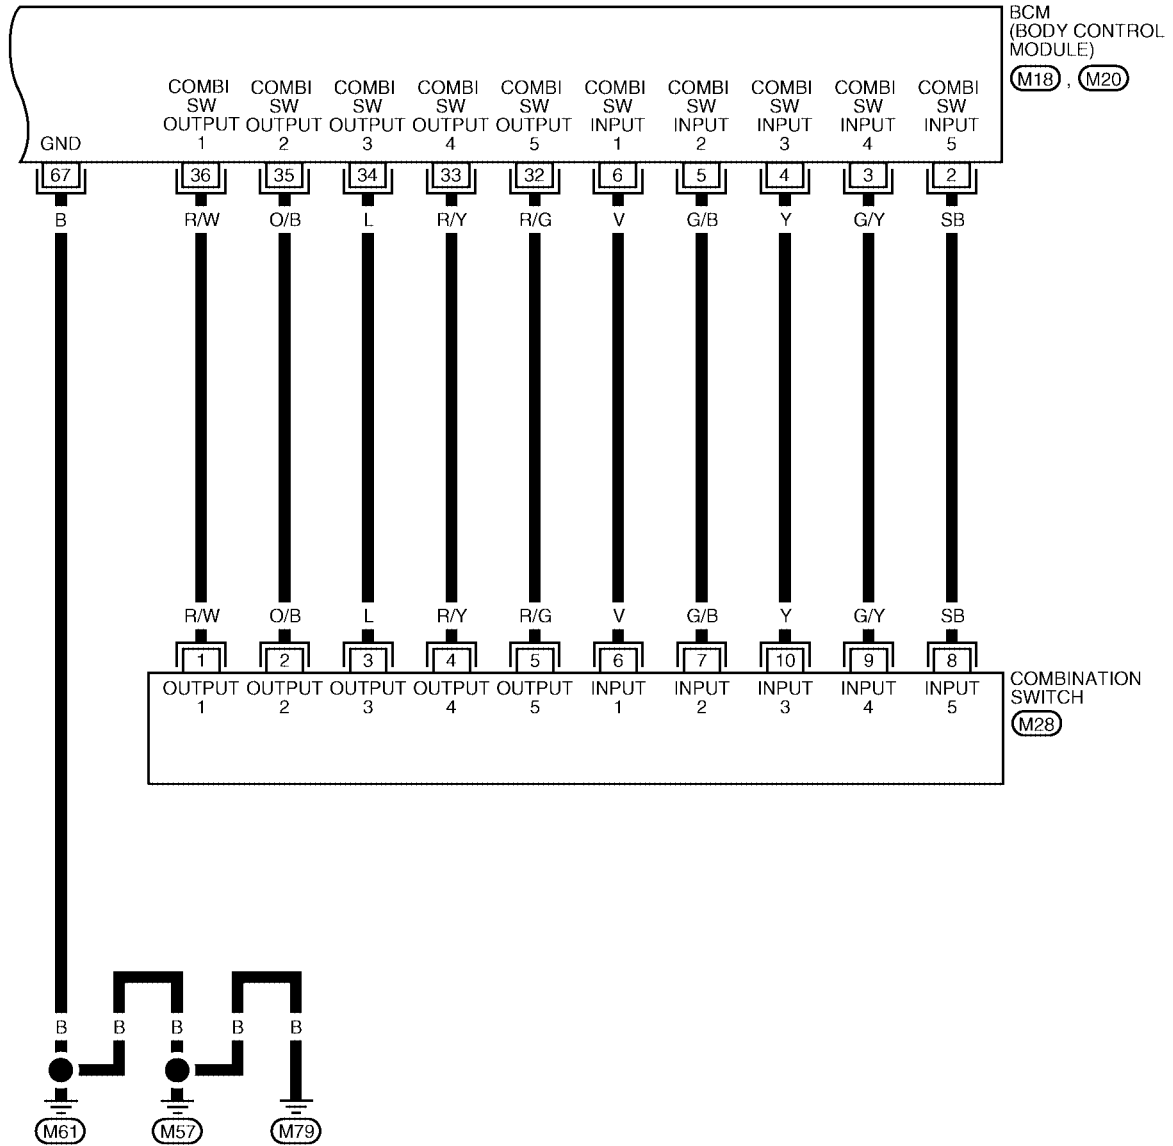 BCM
(BODY CONTROL
MODULE)
M18 , M20
COMBI COMBI COMBI COMBI COMBI COMBI COMBI COMBI COMBI COMBI
SW SW SW SW SW SW SW SW SW SW
OUTPUT OUTPUT OUTPUT OUTPUT OUTPUT INPUT INPUT INPUT INPUT INPUT
GND 1 2 3 4 5 1 2 3 4 5
67 36 35 34 33 32 6 5 4 3 2
B R/W O/B L R/Y R/G V G/B Y G/Y SB
R/W O/B L R/Y R/G V G/B Y G/Y SB
1 2 3 4 5 6 7 10 9 8
OUTPUT OUTPUT OUTPUT OUTPUT OUTPUT INPUT INPUT INPUT INPUT INPUT
1 2 3 4 5 1 2 3 4 5
COMBINATION
SWITCH
M28
B B B B B
M61 M57 M79